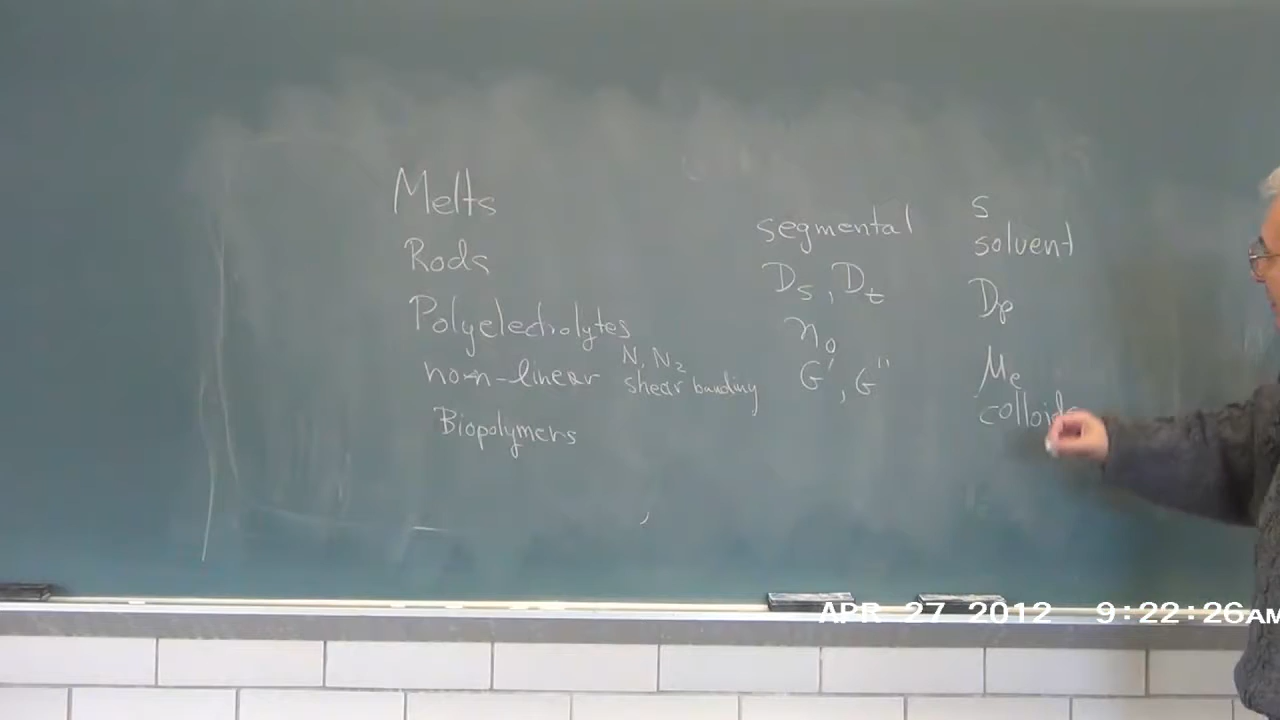 Melts
Rods
Polyelectrolytes
non-linear N₁ N₂ shear banding
Biopolymers
segmental
Ds, Dt
η₀
G', G"
s
solvent
Dp
Me
colloids
APR 27 2012 9:22:26AM